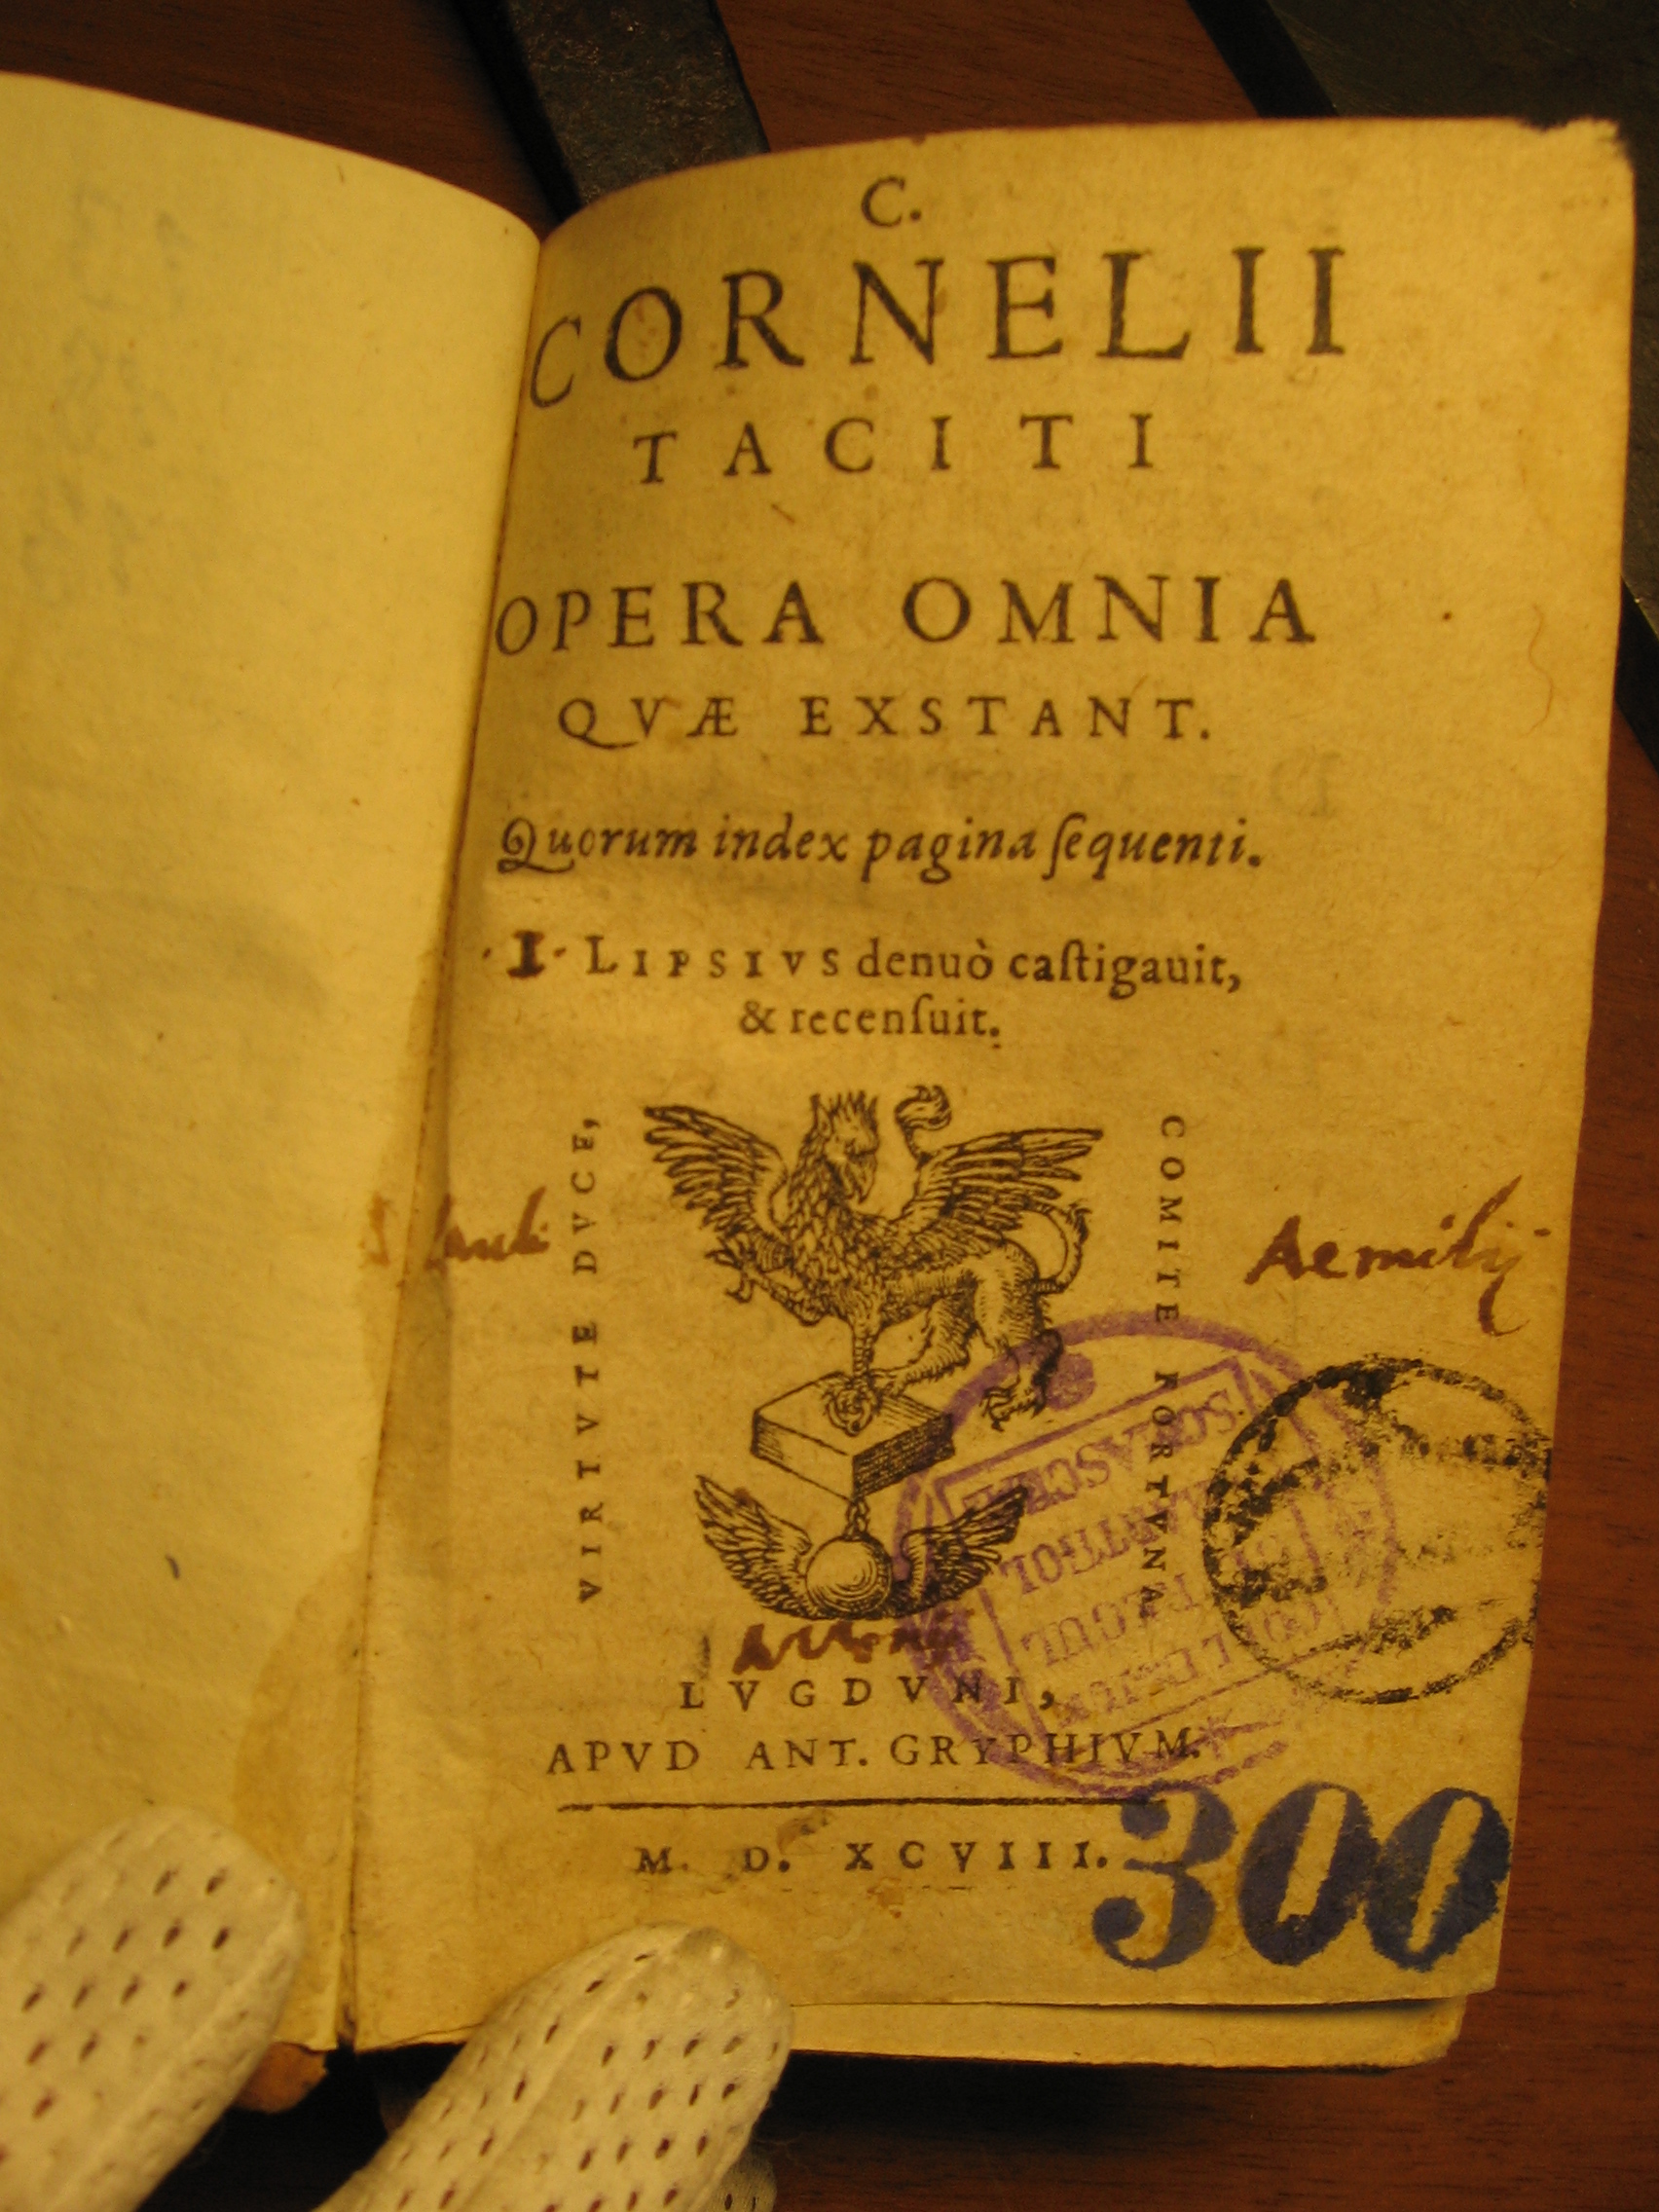 C.
CORNELII
TACITI
OPERA OMNIA
QVÆ EXSTANT.
Quorum index pagina ſequenti.
I. LIPSIVS denuò caſtigauit,
& recenſuit.
VIRTVTE DVCE,
COMITE FORTVNA
Aemilij
LVGDVNI,
APVD ANT. GRYPHIVM.
M. D. XCVIII.
300